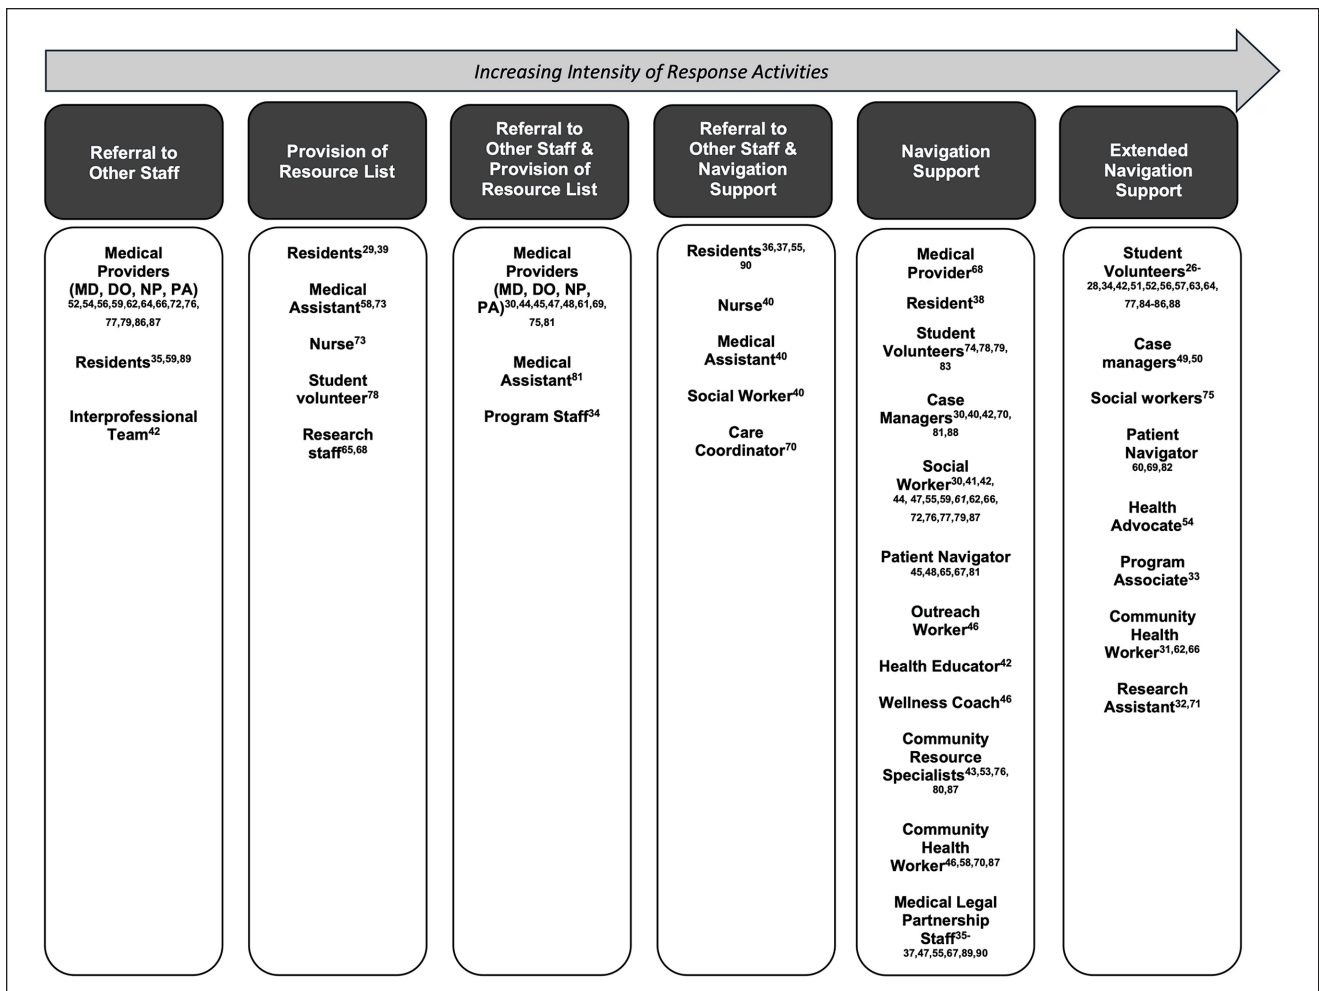 Increasing Intensity of Response Activities
Referral to
Other Staff
Medical
Providers
(MD, DO, NP, PA)
52,54,56,59,62,64,66,72,76,
77,79,86,87
Residents35,59,89
Interprofessional
Team42
Provision of
Resource List
Residents29,39
Medical
Assistant58,73
Nurse73
Student
volunteer78
Research
staff65,68
Referral to
Other Staff &
Provision of
Resource List
Medical
Providers
(MD, DO, NP,
PA)30,44,45,47,48,61,69,
75,81
Medical
Assistant81
Program Staff34
Referral to
Other Staff &
Navigation
Support
Residents36,37,55,
90
Nurse40
Medical
Assistant40
Social Worker40
Care
Coordinator70
Navigation
Support
Medical
Provider68
Resident38
Student
Volunteers74,78,79,
83
Case
Managers30,40,42,70,
81,88
Social
Worker30,41,42,
44, 47,55,59,61,62,66,
72,76,77,79,87
Patient Navigator
45,48,65,67,81
Outreach
Worker46
Health Educator42
Wellness Coach46
Community
Resource
Specialists43,53,76,
80,87
Community
Health
Worker46,58,70,87
Medical Legal
Partnership
Staff35-
37,47,55,67,89,90
Extended
Navigation
Support
Student
Volunteers26-
28,34,42,51,52,56,57,63,64,
77,84-86,88
Case
managers49,50
Social workers75
Patient
Navigator
60,69,82
Health
Advocate54
Program
Associate33
Community
Health
Worker31,62,66
Research
Assistant32,71